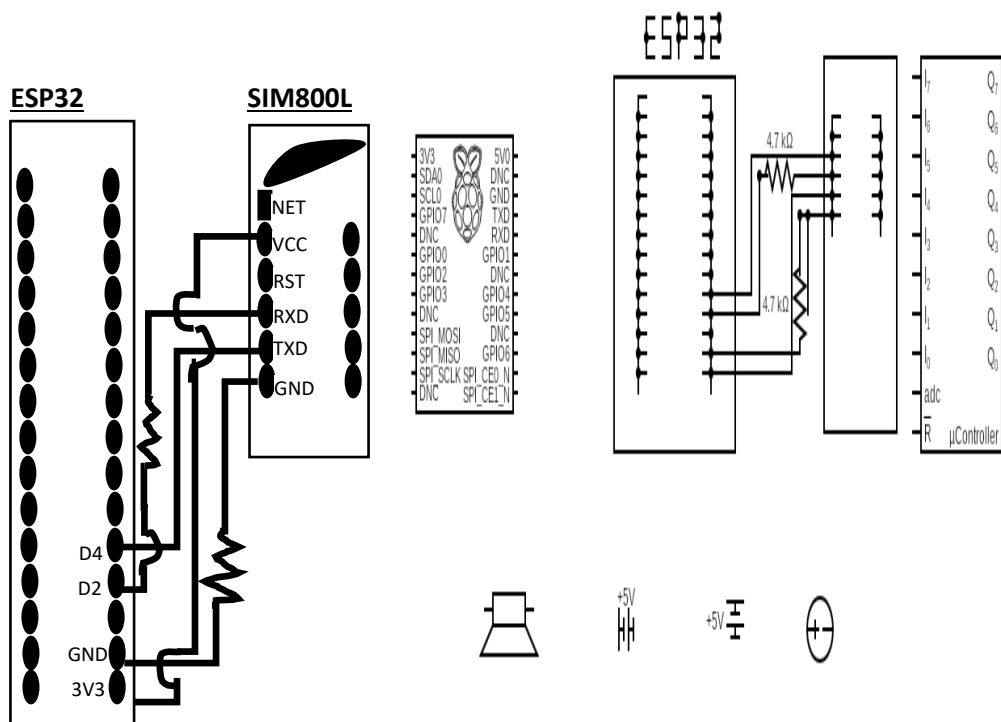 ESP32
SIM800L
NET
VCC
RST
RXD
TXD
GND
D4
D2
GND
3V3
3V3 5V0
SDA0 DNC
SCL0 GND
GPIO7 TXD
DNC RXD
GPIO0 GPIO1
GPIO2 DNC
GPIO3 GPIO4
DNC GPIO5
SPI_MOSI DNC
SPI_MISO GPIO6
SPI_SCLK SPI_CE0_N
DNC SPI_CE1_N
ESP32
4.7 kΩ
4.7 kΩ
I₇ Q₇
I₆ Q₆
I₅ Q₅
I₄ Q₄
I₃ Q₃
I₂ Q₂
I₁ Q₁
I₀ Q₀
adc
R̅ µController
+5V
+5V
+ −